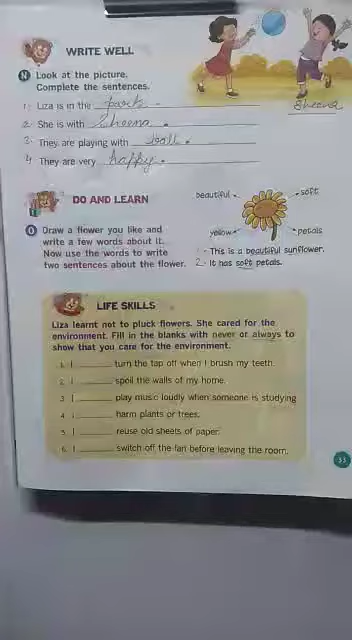 WRITE WELL
N Look at the picture.
Complete the sentences.
Sheena
1. Liza is in the park.
2. She is with Sheena.
3. They are playing with ball.
4. They are very happy.
DO AND LEARN
O Draw a flower you like and
write a few words about it.
Now use the words to write
two sentences about the flower.
beautiful
soft
yellow
petals
1. This is a beautiful sunflower.
2. It has soft petals.
LIFE SKILLS
Liza learnt not to pluck flowers. She cared for the
environment. Fill in the blanks with never or always to
show that you care for the environment.
1. I ______ turn the tap off when I brush my teeth.
2. I ______ spoil the walls of my home.
3. I ______ play music loudly when someone is studying
4. I ______ harm plants or trees.
5. I ______ reuse old sheets of paper.
6. I ______ switch off the fan before leaving the room.
33